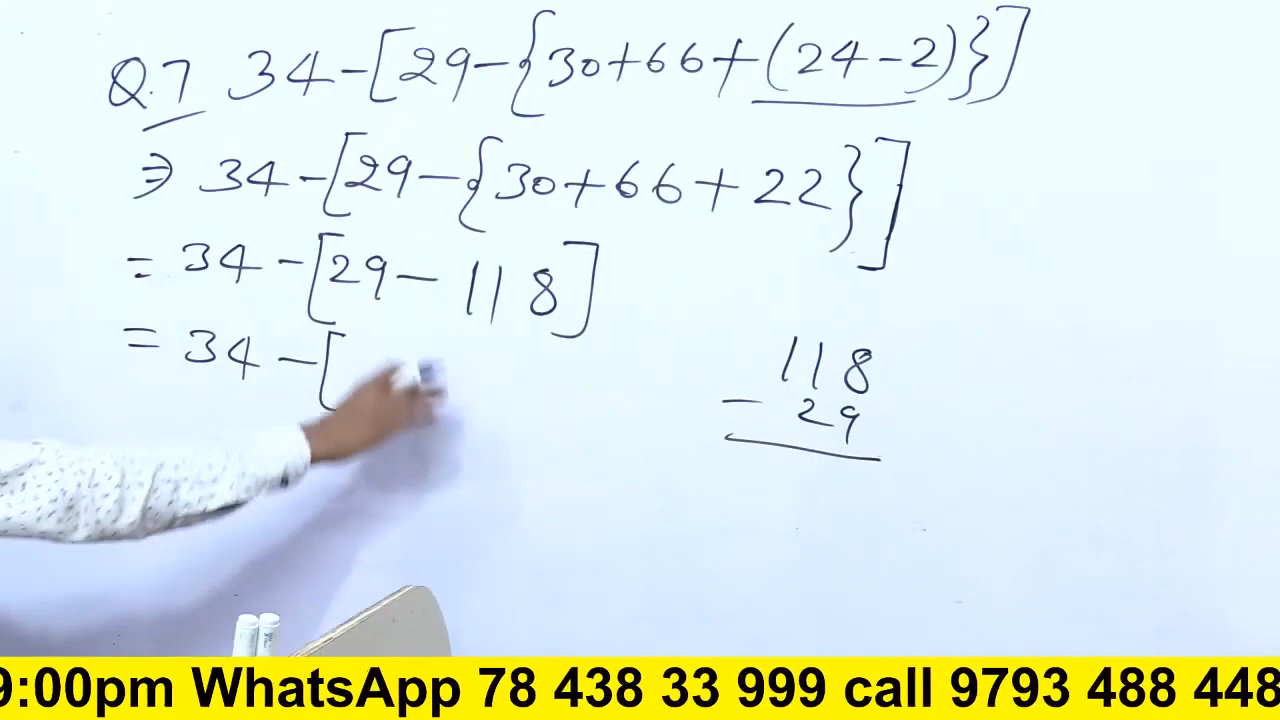 Q.7 34-[29-{30+66+(24-2)}]
⇒ 34-[29-{30+66+22}]
= 34-[29-118]
= 34-[
118
- 29
9:00pm WhatsApp 78 438 33 999 call 9793 488 448